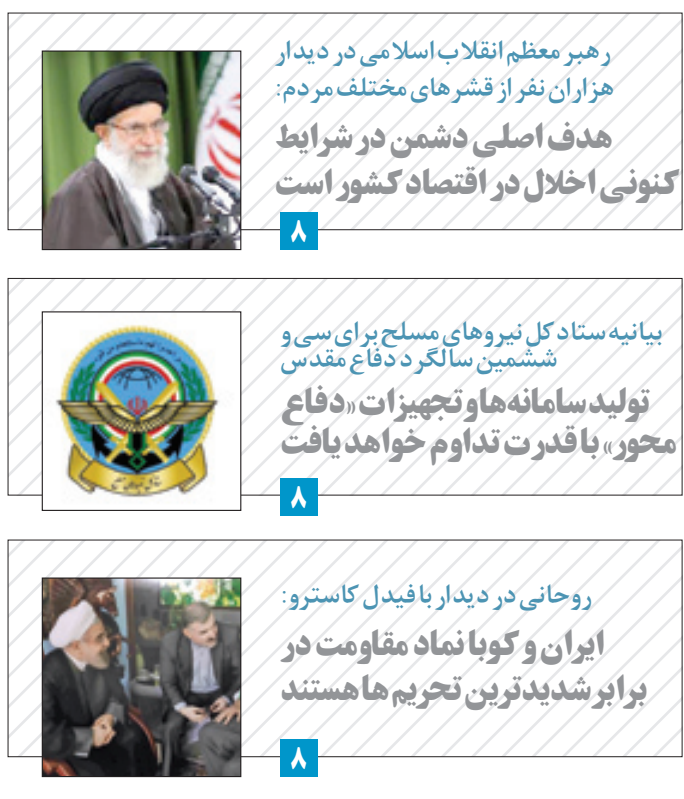 رهبر معظم انقلاب اسلامی در دیدار
هزاران نفر از قشرهای مختلف مردم:
هدف اصلی دشمن در شرایط
کنونی اخلال در اقتصاد کشور است
۸
بیانیه ستاد کل نیروهای مسلح برای سی و
ششمین سالگرد دفاع مقدس
تولید سامانه‌ها و تجهیزات «دفاع
محور» با قدرت تداوم خواهد یافت
۸
روحانی در دیدار با فیدل کاسترو:
ایران و کوبا نماد مقاومت در
برابر شدیدترین تحریم‌ها هستند
۸